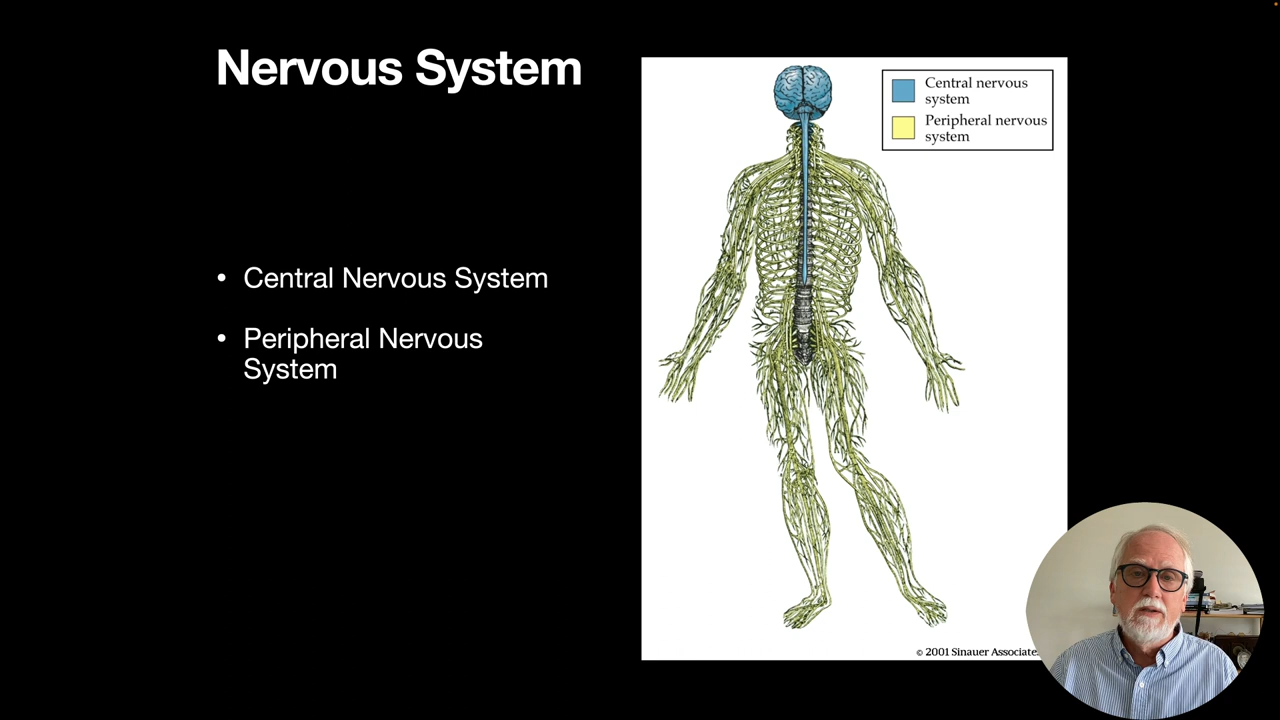 Nervous System
• Central Nervous System
• Peripheral Nervous
System
Central nervous
system
Peripheral nervous
system
© 2001 Sinauer Associate